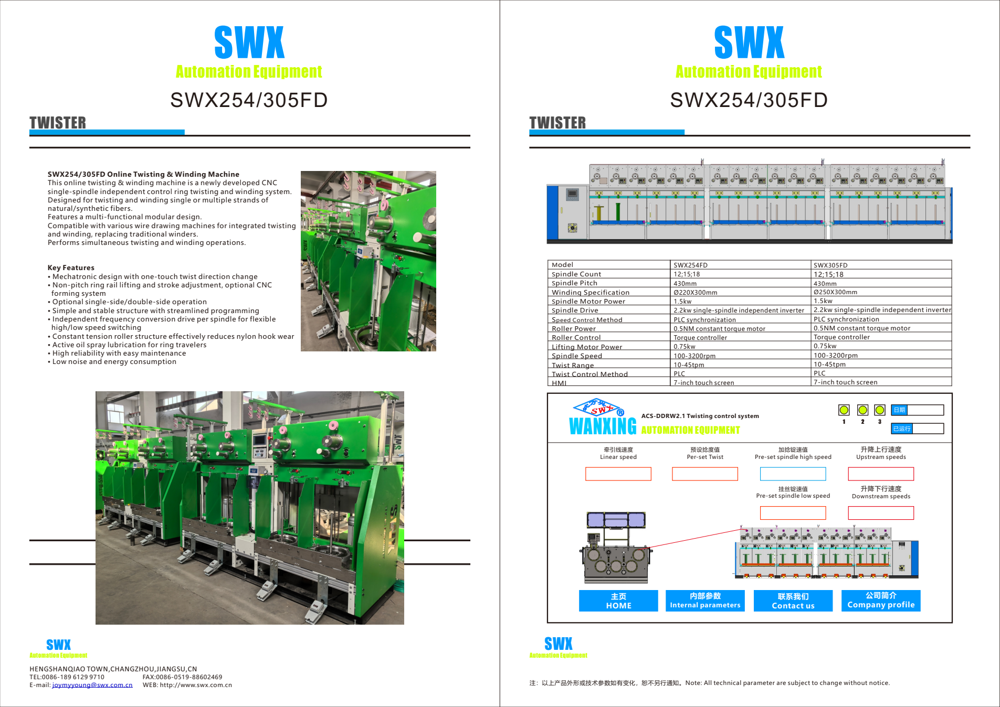 SWX
Automation Equipment
SWX254/305FD
TWISTER
SWX254/305FD Online Twisting & Winding Machine
This online twisting & winding machine is a newly developed CNC
single-spindle independent control ring twisting and winding system.
Designed for twisting and winding single or multiple strands of
natural/synthetic fibers.
Features a multi-functional modular design.
Compatible with various wire drawing machines for integrated twisting
and winding, replacing traditional winders.
Performs simultaneous twisting and winding operations.
Key Features
• Mechatronic design with one-touch twist direction change
• Non-pitch ring rail lifting and stroke adjustment, optional CNC
forming system
• Optional single-side/double-side operation
• Simple and stable structure with streamlined programming
• Independent frequency conversion drive per spindle for flexible
high/low speed switching
• Constant tension roller structure effectively reduces nylon hook wear
• Active oil spray lubrication for ring travelers
• High reliability with easy maintenance
• Low noise and energy consumption
SWX
SWX
SWX
Automation Equipment
HENGSHANQIAO TOWN,CHANGZHOU,JIANGSU,CN
TEL:0086-189 6129 9710 FAX:0086-0519-88602469
E-mail: joymyyoung@swx.com.cn WEB: http://www.swx.com.cn
SWX
Automation Equipment
SWX254/305FD
TWISTER
Model SWX254FD SWX305FD
Spindle Count 12;15;18 12;15;18
Spindle Pitch 430mm 430mm
Winding Specification Ø220X300mm Ø250X300mm
Spindle Motor Power 1.5kw 1.5kw
Spindle Drive 2.2kw single-spindle independent inverter 2.2kw single-spindle independent inverter
Speed Control Method PLC synchronization PLC synchronization
Roller Power 0.5NM constant torque motor 0.5NM constant torque motor
Roller Control Torque controller Torque controller
Lifting Motor Power 0.75kw 0.75kw
Spindle Speed 100-3200rpm 100-3200rpm
Twist Range 10-45tpm 10-45tpm
Twist Control Method PLC PLC
HMI 7-inch touch screen 7-inch touch screen
SWX ®
WANXING
ACS-DDRW2.1 Twisting control system
AUTOMATION EQUIPMENT
1 2 3
日期
已运行
牵引线速度 预设捻度值 加捻锭速值 升降上行速度
Linear speed Per-set Twist Pre-set spindle high speed Upstream speeds
挂丝锭速值 升降下行速度
Pre-set spindle low speed Downstream speeds
主页 内部参数 联系我们 公司简介
HOME Internal parameters Contact us Company profile
SWX
Automation Equipment
注：以上产品外形或技术参数如有变化，恕不另行通知。Note: All technical parameter are subject to change without notice.